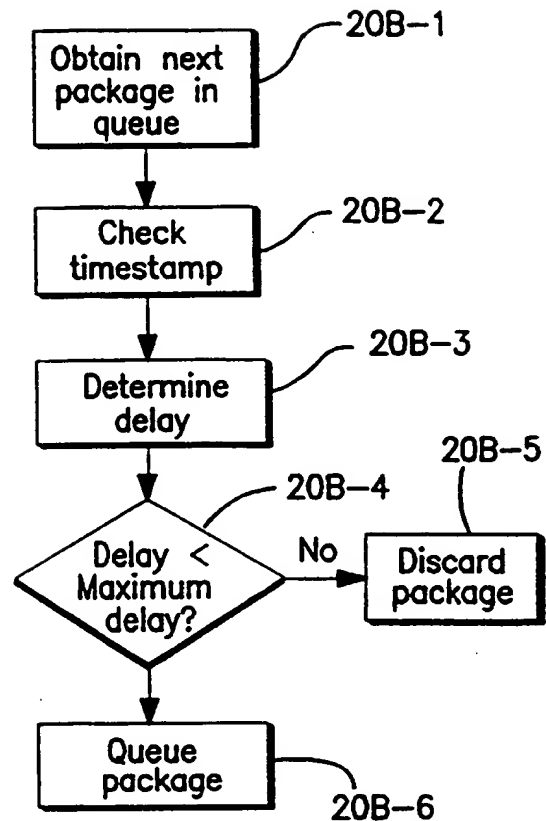 20B-1
Obtain next
package in
queue
20B-2
Check
timestamp
20B-3
Determine
delay
20B-4
20B-5
Delay <
Maximum
delay?
No
Discard
package
Queue
package
20B-6